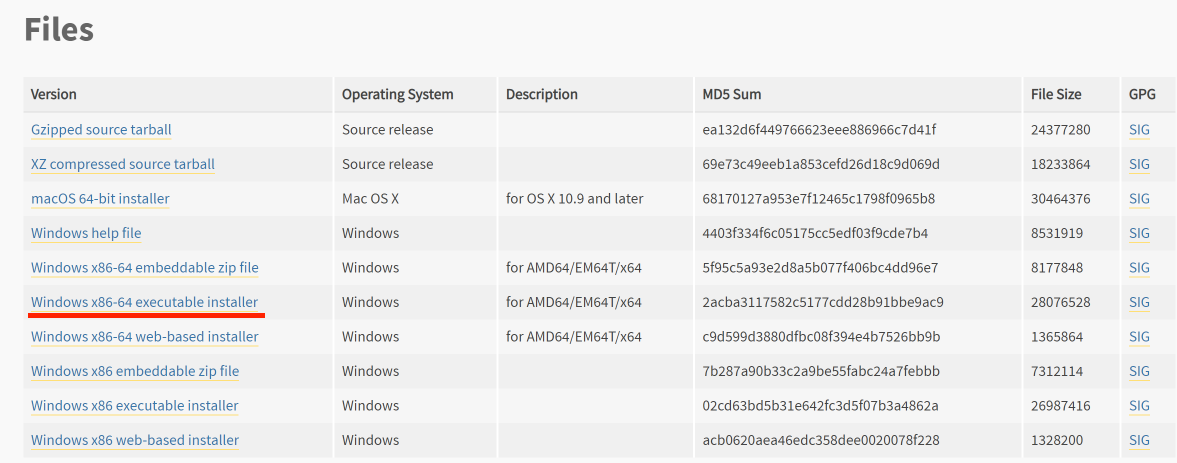 Files
Version Operating System Description MD5 Sum File Size GPG
Gzipped source tarball Source release ea132d6f449766623eee886966c7d41f 24377280 SIG
XZ compressed source tarball Source release 69e73c49eeb1a853cefd26d18c9d069d 18233864 SIG
macOS 64-bit installer Mac OS X for OS X 10.9 and later 68170127a953e7f12465c1798f0965b8 30464376 SIG
Windows help file Windows 4403f334f6c05175cc5edf03f9cde7b4 8531919 SIG
Windows x86-64 embeddable zip file Windows for AMD64/EM64T/x64 5f95c5a93e2d8a5b077f406bc4dd96e7 8177848 SIG
Windows x86-64 executable installer Windows for AMD64/EM64T/x64 2acba3117582c5177cdd28b91bbe9ac9 28076528 SIG
Windows x86-64 web-based installer Windows for AMD64/EM64T/x64 c9d599d3880dfbc08f394e4b7526bb9b 1365864 SIG
Windows x86 embeddable zip file Windows 7b287a90b33c2a9be55fabc24a7febbb 7312114 SIG
Windows x86 executable installer Windows 02cd63bd5b31e642fc3d5f07b3a4862a 26987416 SIG
Windows x86 web-based installer Windows acb0620aea46edc358dee0020078f228 1328200 SIG